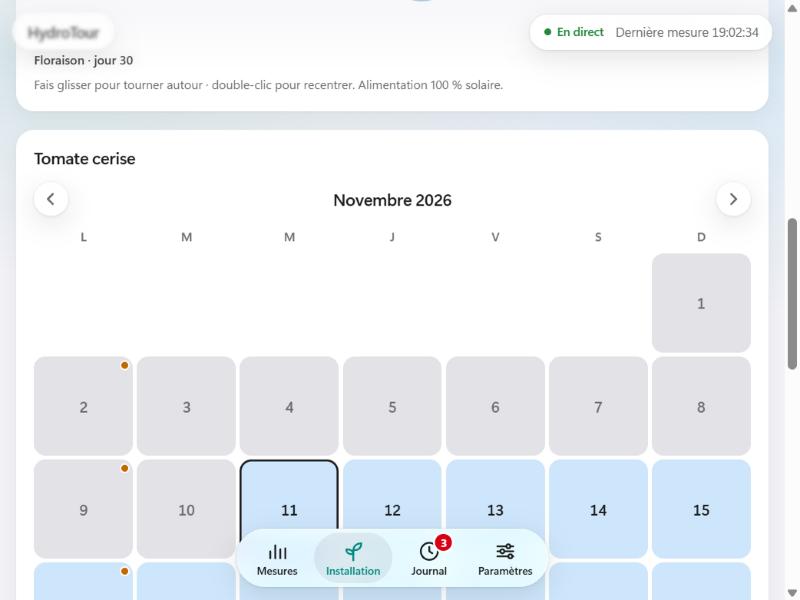 HydroTour
En direct Dernière mesure 19:02:34
Floraison · jour 30
Fais glisser pour tourner autour · double-clic pour recentrer. Alimentation 100 % solaire.
Tomate cerise
Novembre 2026
L M M J V S D
1
2 3 4 5 6 7 8
9 10 11 12 13 14 15
3
Mesures Installation Journal Paramètres